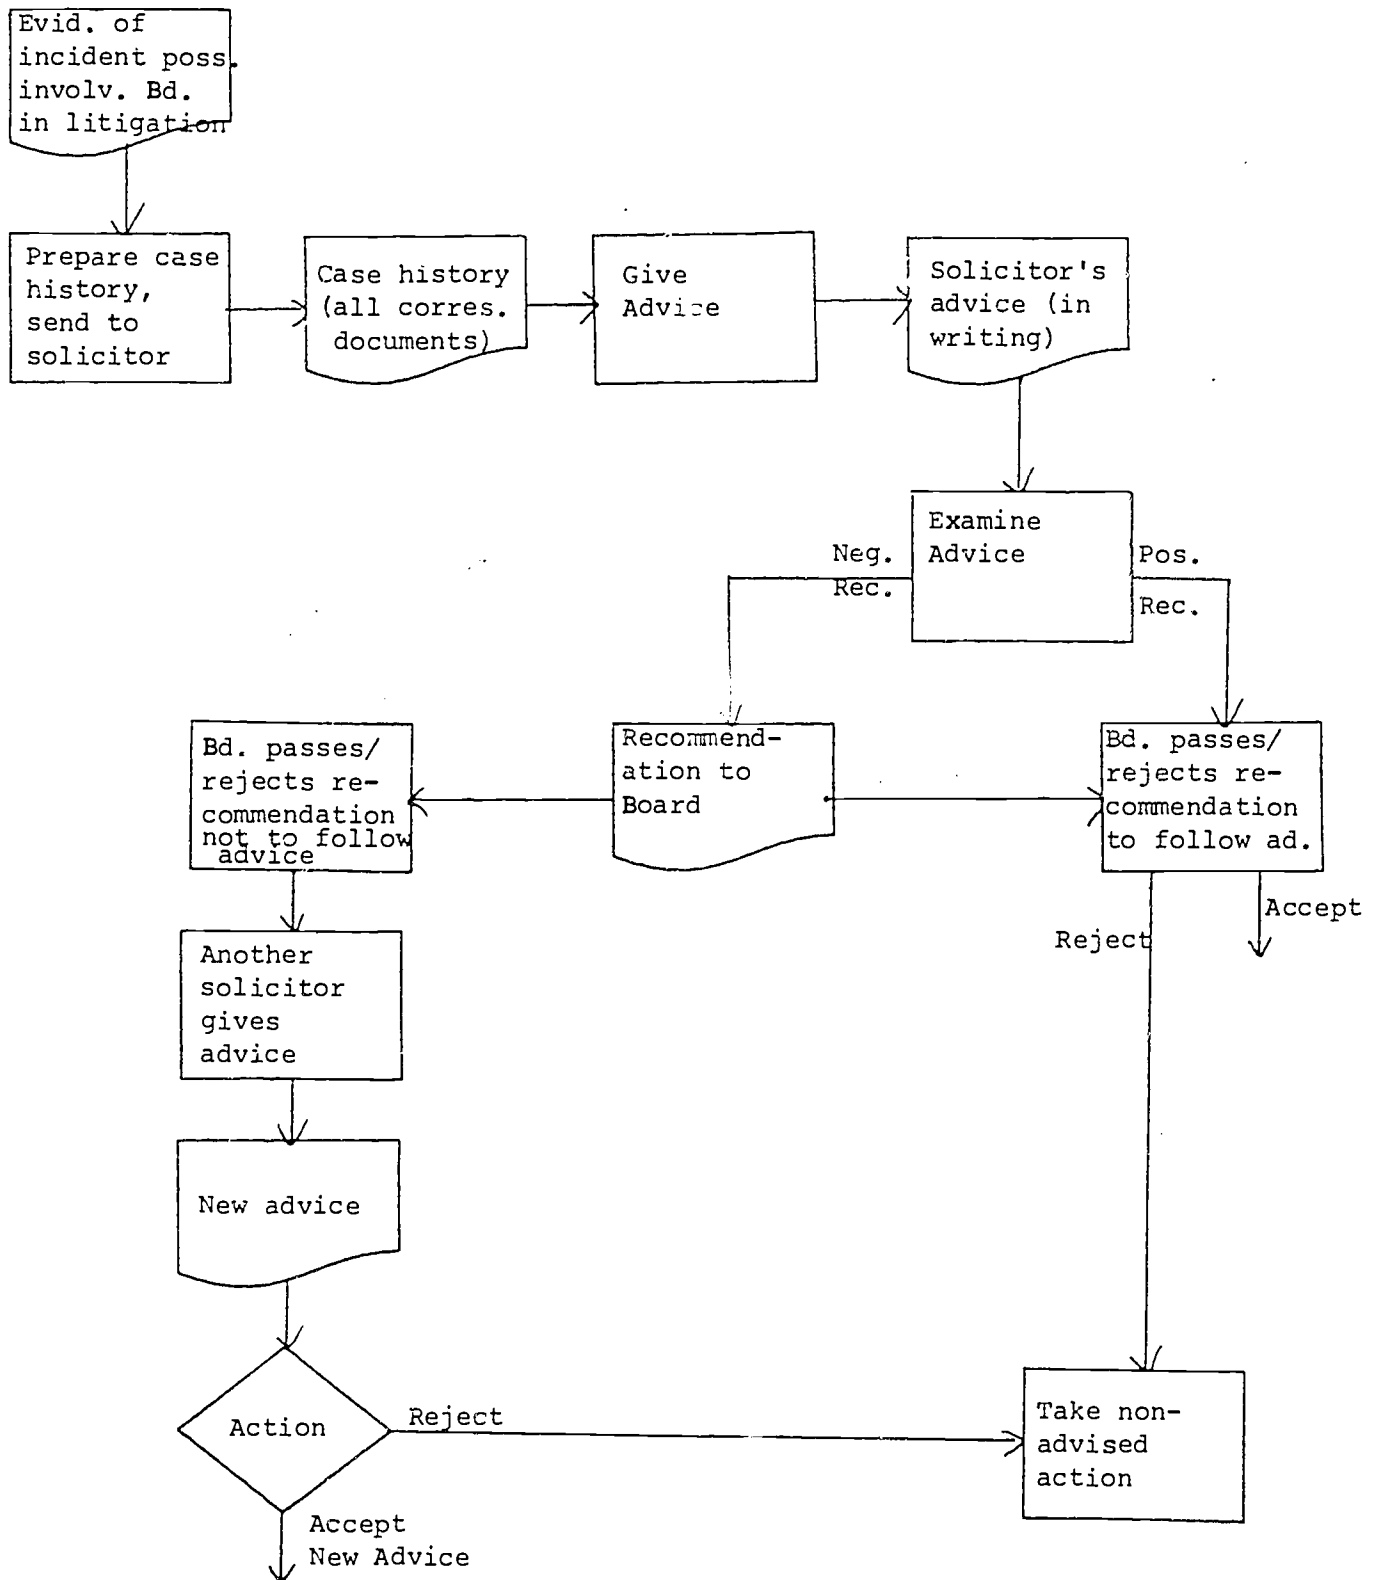 Evid. of
incident poss.
involv. Bd.
in litigation
Prepare case
history,
send to
solicitor
Case history
(all corres.
documents)
Give
Advice
Solicitor's
advice (in
writing)
Examine
Advice
Neg.
Rec.
Pos.
Rec.
Bd. passes/
rejects re-
commendation
not to follow
advice
Recommend-
ation to
Board
Bd. passes/
rejects re-
commendation
to follow ad.
Accept
Reject
Another
solicitor
gives
advice
New advice
Action
Reject
Take non-
advised
action
Accept
New Advice